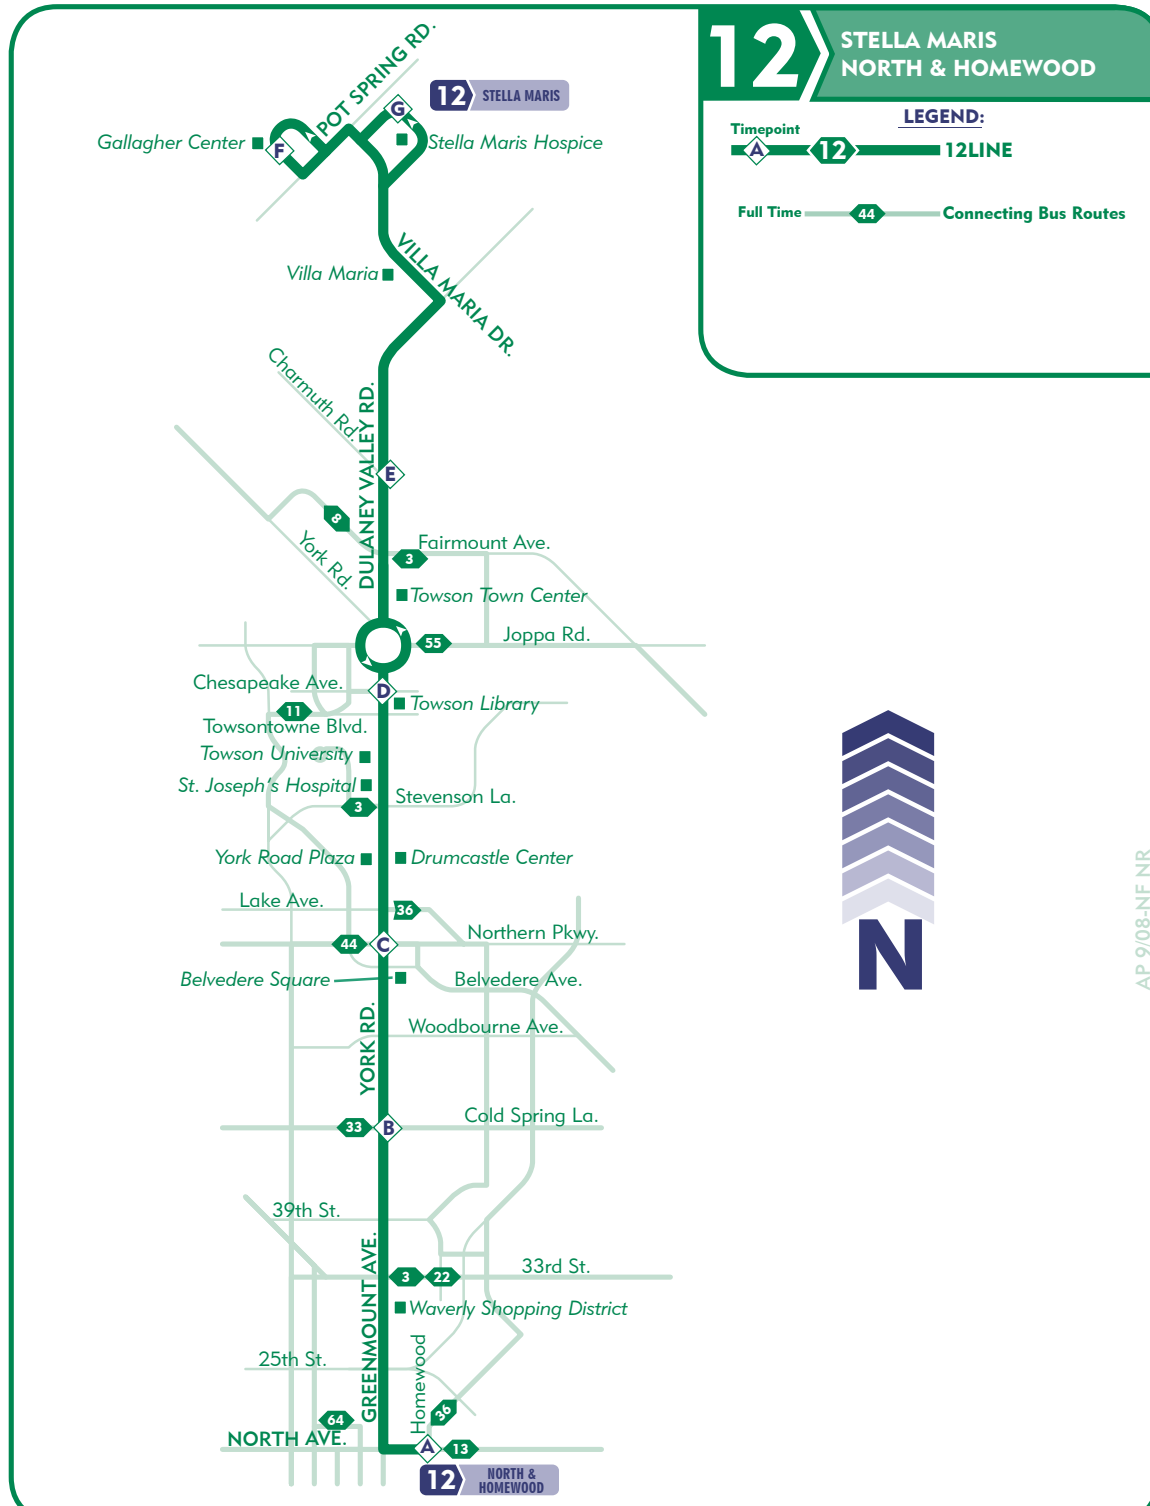 12
STELLA MARIS
NORTH & HOMEWOOD
LEGEND:
Timepoint
A
12
12LINE
Full Time
44
Connecting Bus Routes
POT SPRING RD.
12
STELLA MARIS
G
Gallagher Center
F
Stella Maris Hospice
Villa Maria
VILLA MARIA DR.
Charmuth Rd.
DULANEY VALLEY RD.
E
8
York Rd.
Fairmount Ave.
3
Towson Town Center
55
Joppa Rd.
Chesapeake Ave.
D
Towson Library
11
Towsontowne Blvd.
Towson University
St. Joseph's Hospital
3
Stevenson La.
York Road Plaza
Drumcastle Center
Lake Ave.
36
Northern Pkwy.
44
C
Belvedere Square
Belvedere Ave.
YORK RD.
Woodbourne Ave.
Cold Spring La.
33
B
39th St.
GREENMOUNT AVE.
33rd St.
3
22
Waverly Shopping District
25th St.
Homewood
36
64
NORTH AVE.
A
13
12
NORTH &
HOMEWOOD
N
AP 9/08-NF NR